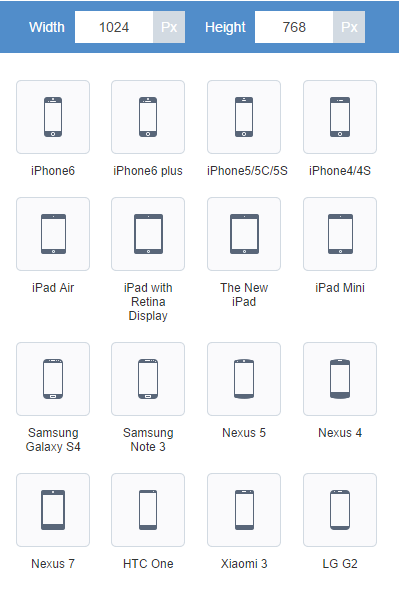 Width 1024 Px Height 768 Px
iPhone6 iPhone6 plus iPhone5/5C/5S iPhone4/4S
iPad Air iPad with The New iPad Mini
Retina iPad
Display
Samsung Samsung Nexus 5 Nexus 4
Galaxy S4 Note 3
Nexus 7 HTC One Xiaomi 3 LG G2